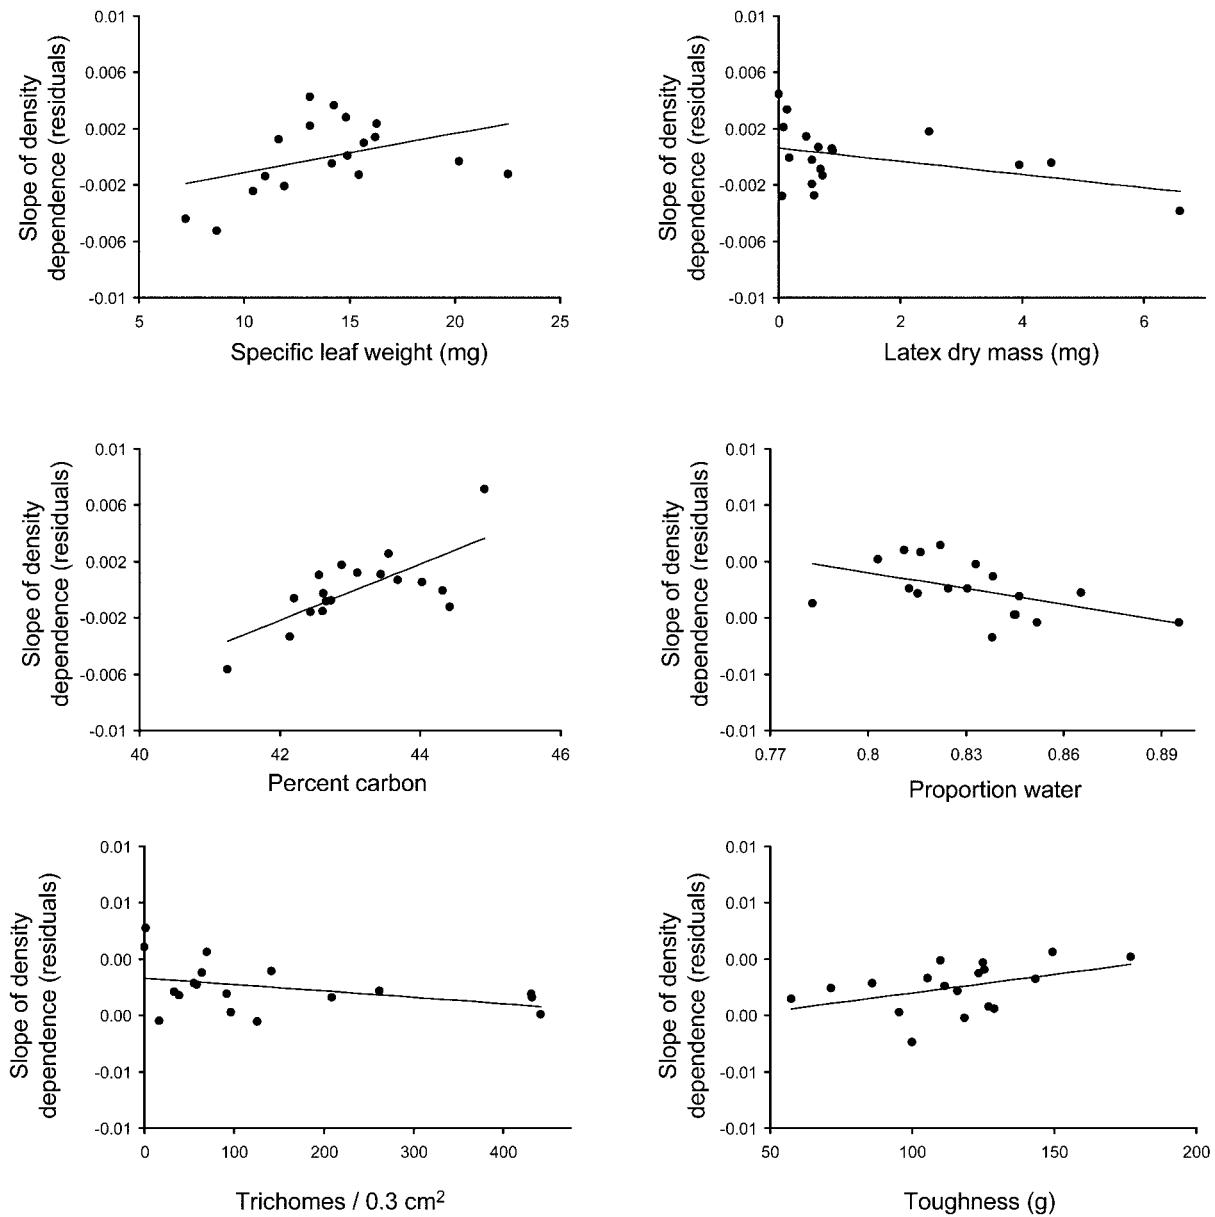 Slope of density
dependence (residuals)
0.01
0.006
0.002
-0.002
-0.006
-0.01
5 10 15 20 25
Specific leaf weight (mg)
Slope of density
dependence (residuals)
0.01
0.006
0.002
-0.002
-0.006
-0.01
0 2 4 6
Latex dry mass (mg)
Slope of density
dependence (residuals)
0.01
0.006
0.002
-0.002
-0.006
-0.01
40 42 44 46
Percent carbon
Slope of density
dependence (residuals)
0.01
0.01
0.00
0.00
-0.01
-0.01
0.77 0.8 0.83 0.86 0.89
Proportion water
Slope of density
dependence (residuals)
0.01
0.01
0.00
0.00
-0.01
-0.01
0 100 200 300 400
Trichomes / 0.3 cm²
Slope of density
dependence (residuals)
0.01
0.01
0.00
0.00
-0.01
-0.01
50 100 150 200
Toughness (g)